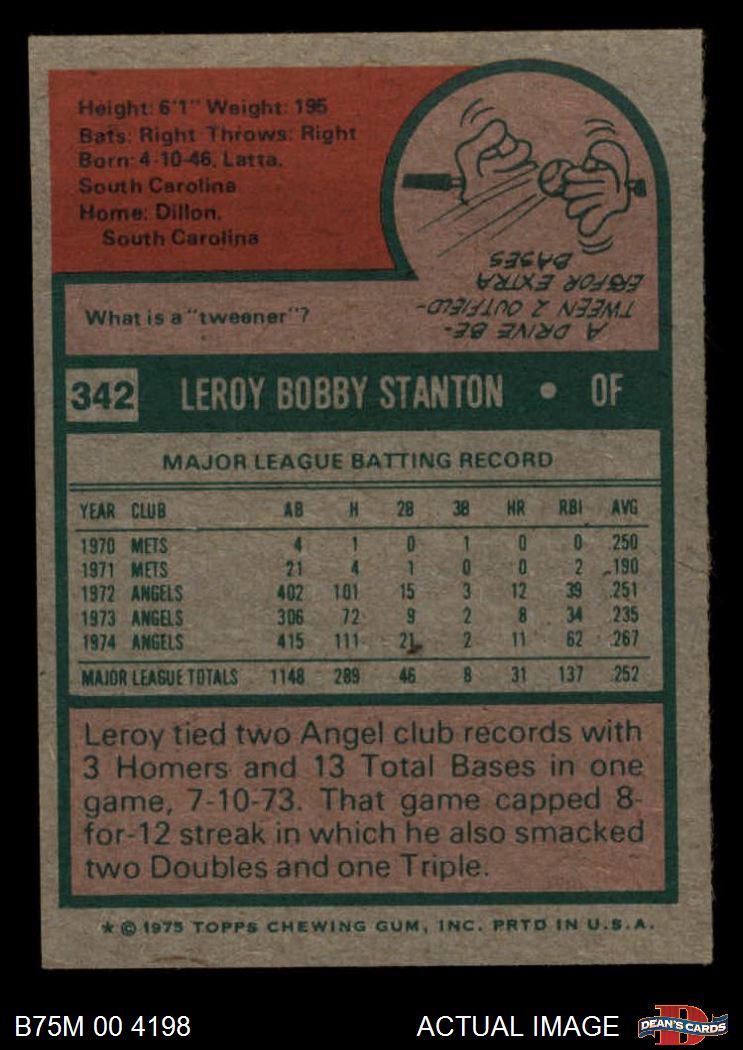 Height: 6'1" Weight: 195
Bats: Right Throws: Right
Born: 4-10-46, Latta,
South Carolina
Home: Dillon,
South Carolina
What is a "tweener"?
A DRIVE BE-
TWEEN 2 OUTFIELD-
ERS FOR EXTRA
BASES
342 LEROY BOBBY STANTON • OF
MAJOR LEAGUE BATTING RECORD
YEAR CLUB AB H 2B 3B HR RBI AVG
1970 METS 4 1 0 1 0 0 .250
1971 METS 21 4 1 0 0 2 .190
1972 ANGELS 402 101 15 3 12 39 .251
1973 ANGELS 306 72 9 2 8 34 .235
1974 ANGELS 415 111 21 2 11 62 .267
MAJOR LEAGUE TOTALS 1148 289 46 8 31 137 .252
Leroy tied two Angel club records with
3 Homers and 13 Total Bases in one
game, 7-10-73. That game capped 8-
for-12 streak in which he also smacked
two Doubles and one Triple.
★ © 1975 TOPPS CHEWING GUM, INC. PRTD IN U.S.A.
B75M 00 4198 ACTUAL IMAGE DEAN'S CARDS